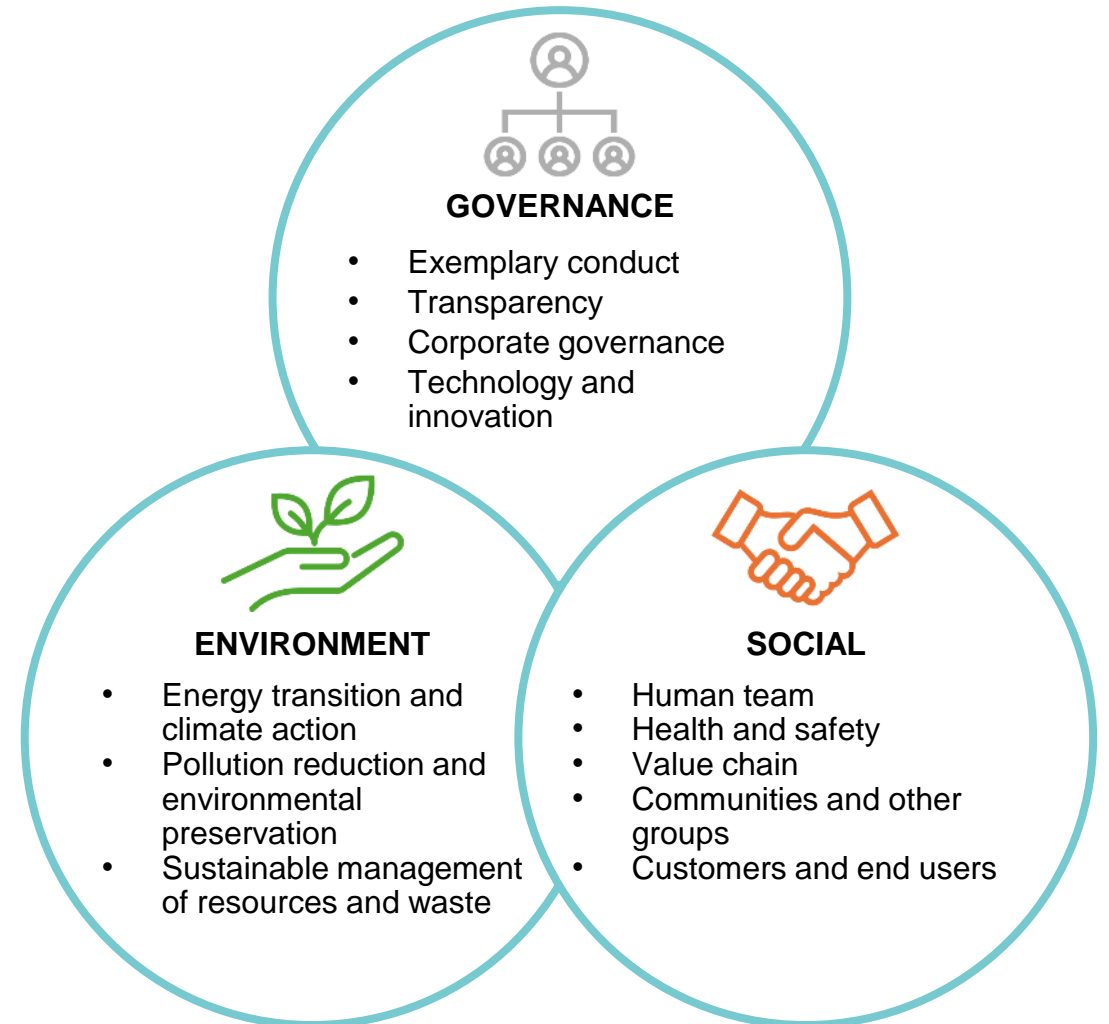 GOVERNANCE
• Exemplary conduct
• Transparency
• Corporate governance
• Technology and
innovation
ENVIRONMENT
• Energy transition and
climate action
• Pollution reduction and
environmental
preservation
• Sustainable management
of resources and waste
SOCIAL
• Human team
• Health and safety
• Value chain
• Communities and other
groups
• Customers and end users